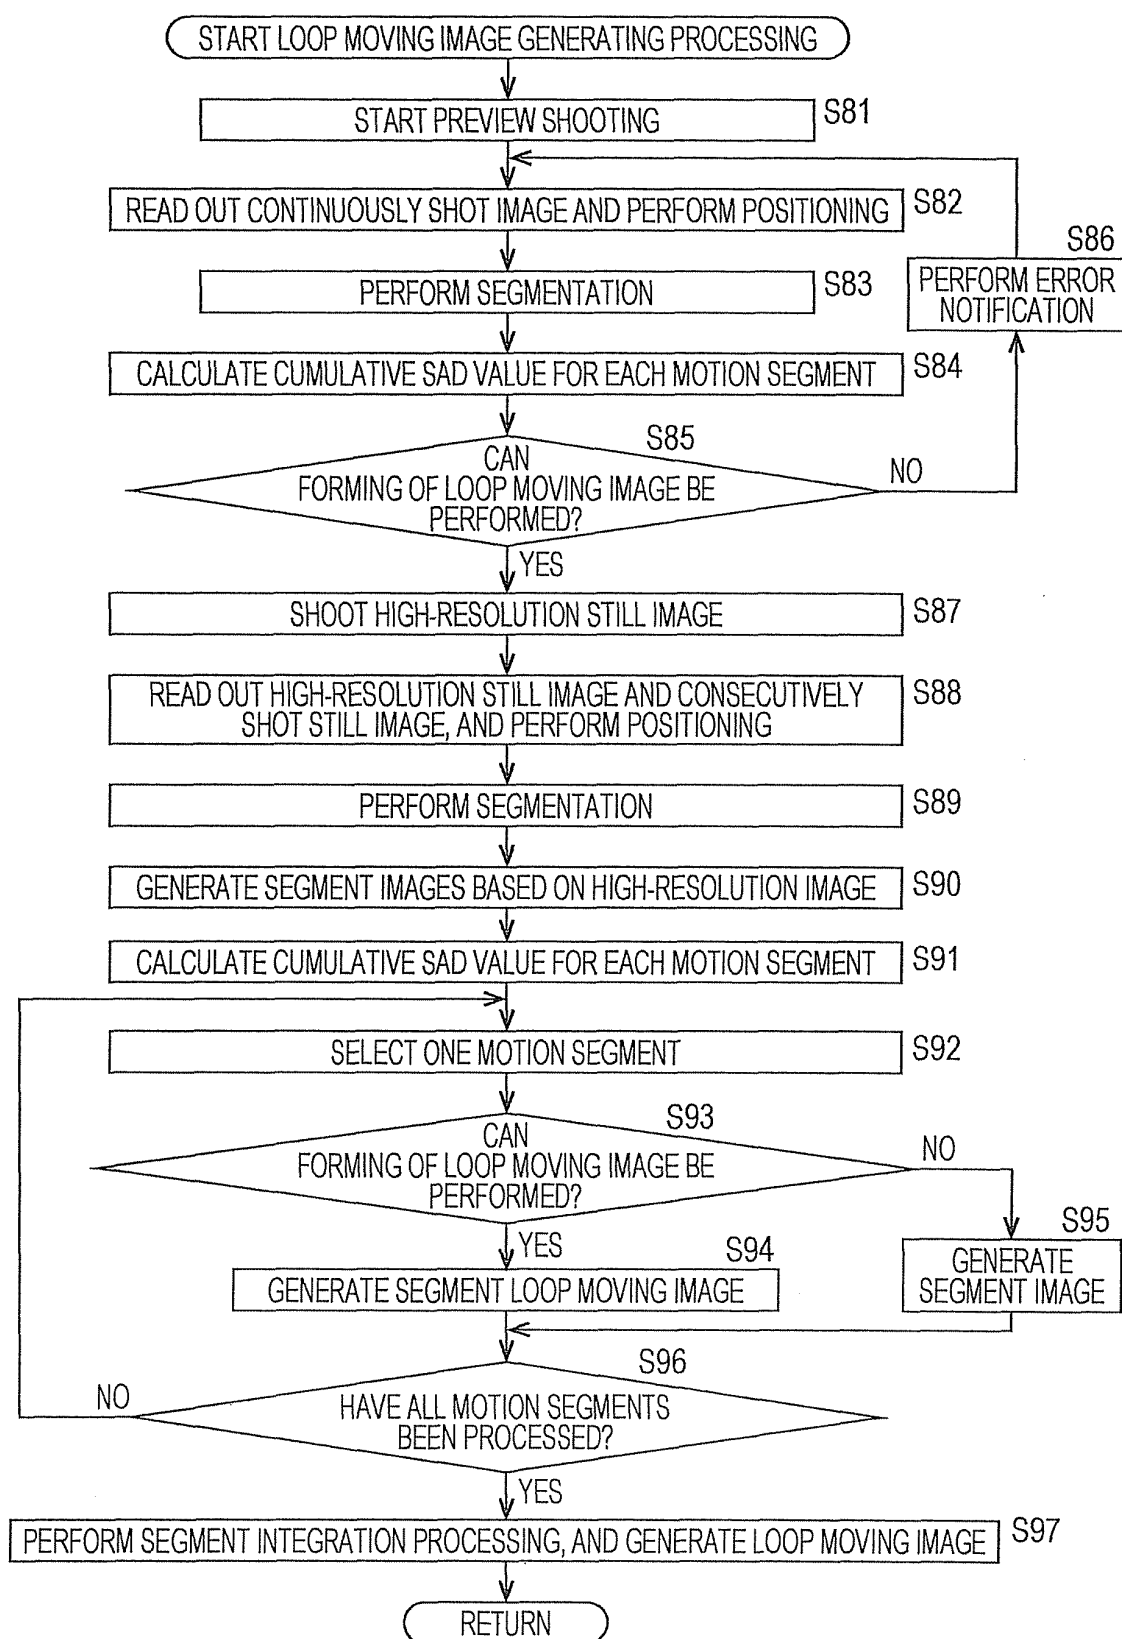 START LOOP MOVING IMAGE GENERATING PROCESSING
START PREVIEW SHOOTING
S81
READ OUT CONTINUOUSLY SHOT IMAGE AND PERFORM POSITIONING
S82
S86
PERFORM ERROR
NOTIFICATION
PERFORM SEGMENTATION
S83
CALCULATE CUMULATIVE SAD VALUE FOR EACH MOTION SEGMENT
S84
S85
CAN
FORMING OF LOOP MOVING IMAGE BE
PERFORMED?
NO
YES
SHOOT HIGH-RESOLUTION STILL IMAGE
S87
READ OUT HIGH-RESOLUTION STILL IMAGE AND CONSECUTIVELY
SHOT STILL IMAGE, AND PERFORM POSITIONING
S88
PERFORM SEGMENTATION
S89
GENERATE SEGMENT IMAGES BASED ON HIGH-RESOLUTION IMAGE
S90
CALCULATE CUMULATIVE SAD VALUE FOR EACH MOTION SEGMENT
S91
SELECT ONE MOTION SEGMENT
S92
S93
CAN
FORMING OF LOOP MOVING IMAGE BE
PERFORMED?
NO
YES
S94
GENERATE SEGMENT LOOP MOVING IMAGE
S95
GENERATE
SEGMENT IMAGE
S96
HAVE ALL MOTION SEGMENTS
BEEN PROCESSED?
NO
YES
PERFORM SEGMENT INTEGRATION PROCESSING, AND GENERATE LOOP MOVING IMAGE
S97
RETURN